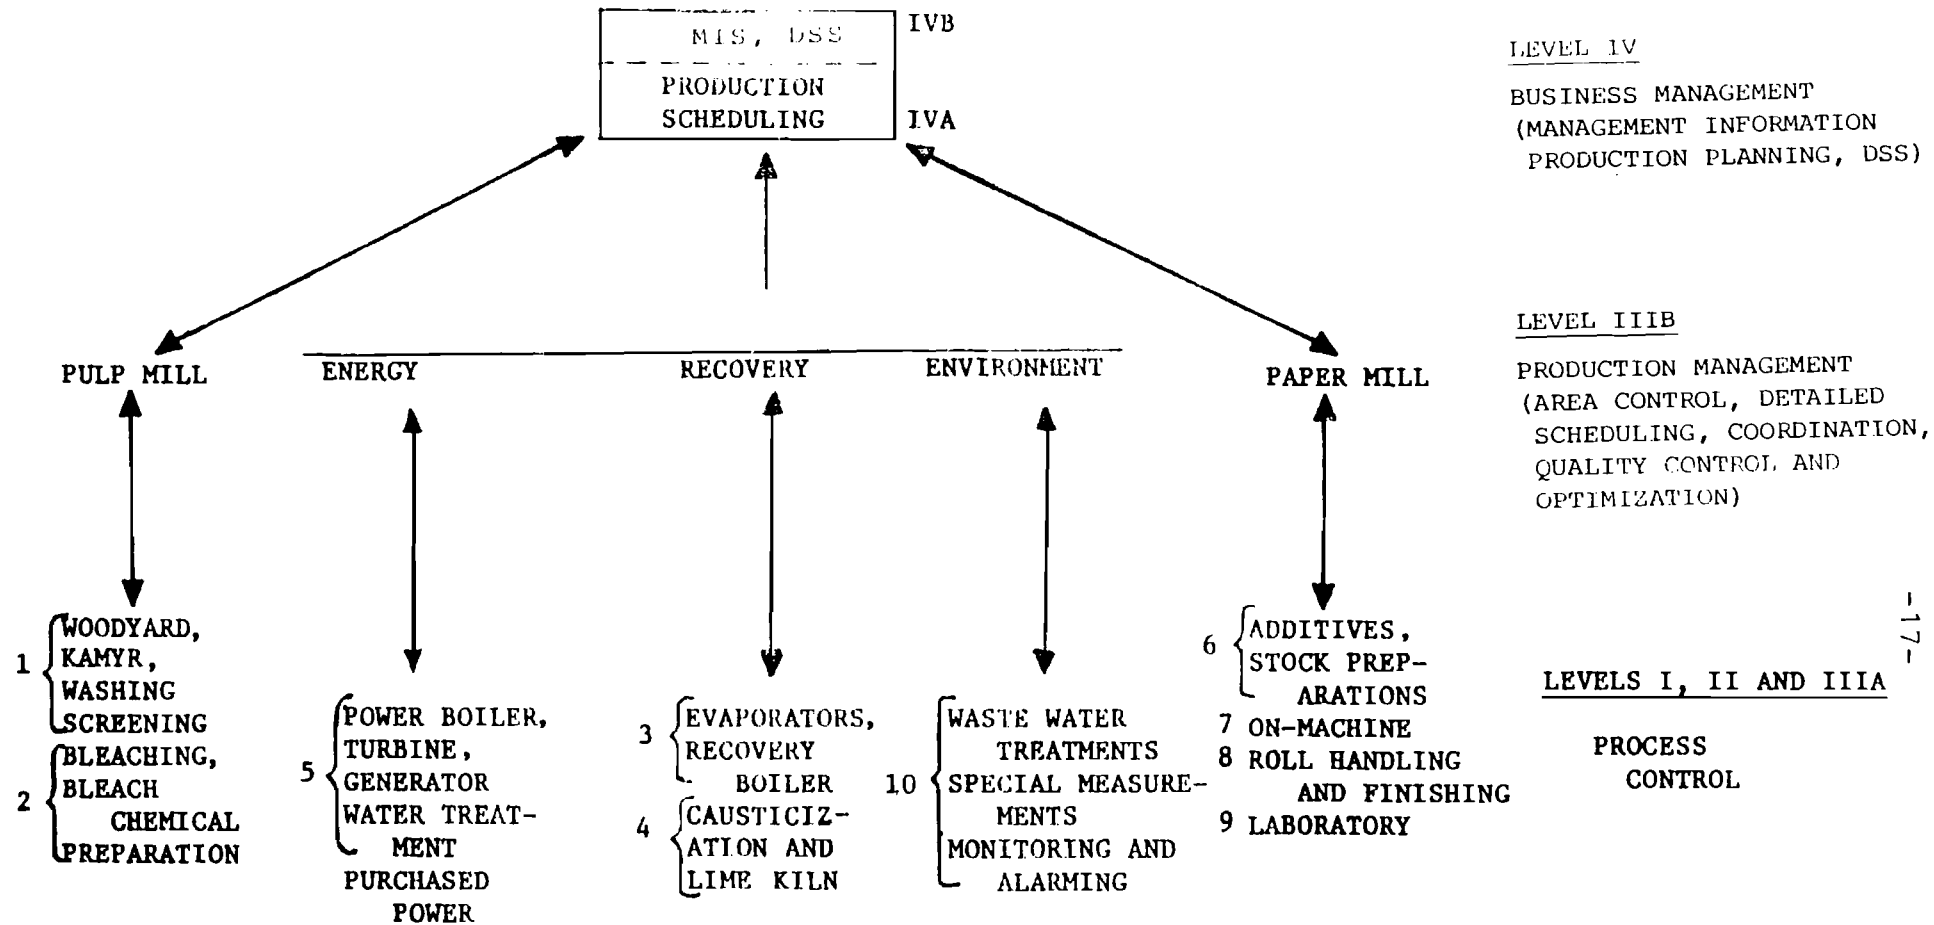 MIS, DSS
IVB
PRODUCTION
SCHEDULING
IVA
LEVEL IV
BUSINESS MANAGEMENT
(MANAGEMENT INFORMATION
PRODUCTION PLANNING, DSS)
LEVEL IIIB
PRODUCTION MANAGEMENT
(AREA CONTROL, DETAILED
SCHEDULING, COORDINATION,
QUALITY CONTROL AND
OPTIMIZATION)
PULP MILL
ENERGY
RECOVERY
ENVIRONMENT
PAPER MILL
1
WOODYARD,
KAMYR,
WASHING
SCREENING
2
BLEACHING,
BLEACH
CHEMICAL
PREPARATION
5
POWER BOILER,
TURBINE,
GENERATOR
WATER TREAT-
MENT
PURCHASED
POWER
3
EVAPORATORS,
RECOVERY
BOILER
4
CAUSTICIZ-
ATION AND
LIME KILN
10
WASTE WATER
TREATMENTS
SPECIAL MEASURE-
MENTS
MONITORING AND
ALARMING
6
ADDITIVES,
STOCK PREP-
ARATIONS
7 ON-MACHINE
8 ROLL HANDLING
AND FINISHING
9 LABORATORY
LEVELS I, II AND IIIA
PROCESS
CONTROL
-17-